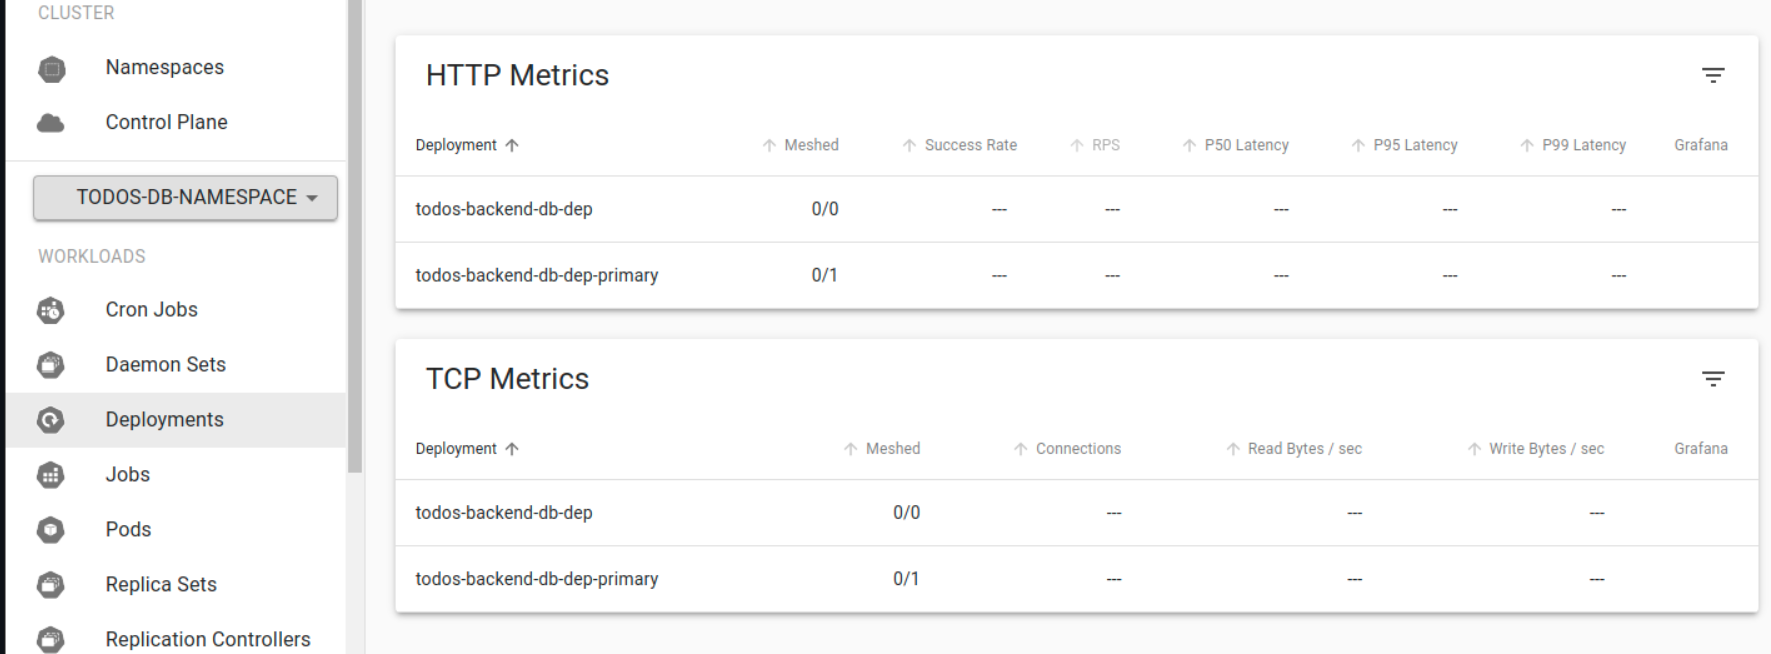 CLUSTER
Namespaces
Control Plane
TODOS-DB-NAMESPACE
WORKLOADS
Cron Jobs
Daemon Sets
Deployments
Jobs
Pods
Replica Sets
Replication Controllers
HTTP Metrics
Deployment Meshed Success Rate RPS P50 Latency P95 Latency P99 Latency Grafana
todos-backend-db-dep 0/0 --- --- --- --- ---
todos-backend-db-dep-primary 0/1 --- --- --- --- ---
TCP Metrics
Deployment Meshed Connections Read Bytes / sec Write Bytes / sec Grafana
todos-backend-db-dep 0/0 --- --- ---
todos-backend-db-dep-primary 0/1 --- --- ---